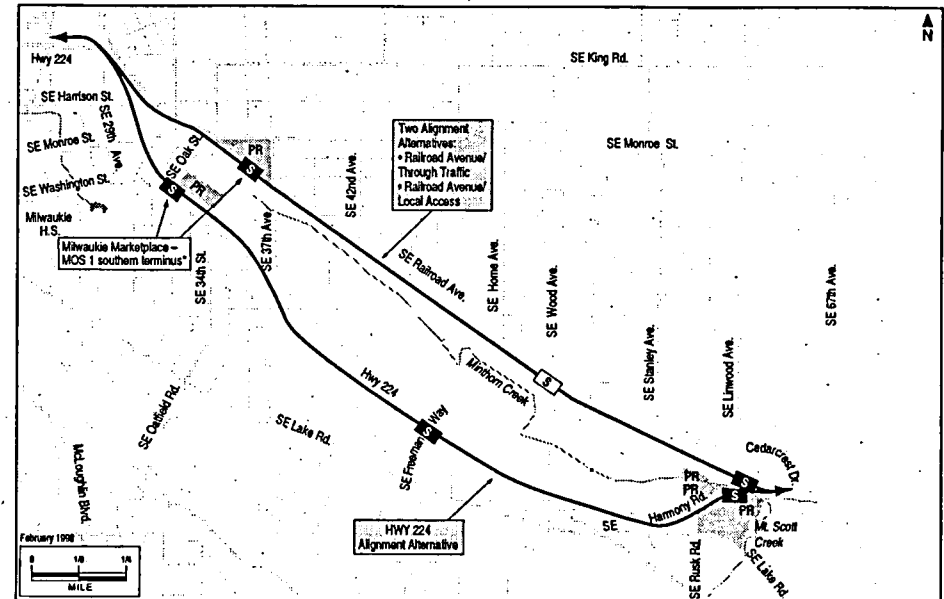 N
Hwy 224
SE King Rd.
SE Harrison St.
SE 29th Ave.
SE Monroe St.
SE Oak St.
PR
S
Two Alignment
Alternatives:
• Railroad Avenue/
Through Traffic
• Railroad Avenue/
Local Access
SE Monroe St.
SE 42nd Ave.
SE Washington St.
S
PR
Milwaukie
H.S.
Milwaukie Marketplace –
MOS 1 southern terminus*
SE 34th St.
SE 37th Ave.
SE Railroad Ave.
SE Home Ave.
SE Wood Ave.
SE 67th Ave.
SE Stanley Ave.
SE Linwood Ave.
Minthorn Creek
S
Hwy 224
SE Oatfield Rd.
SE Lake Rd.
SE Freeman Way
S
McLoughlin Blvd.
Cedarcrest Dr.
PR
PR
S
S
PR
SE Harmony Rd.
Mt. Scott
Creek
HWY 224
Alignment Alternative
SE Rusk Rd.
SE Lake Rd.
February 1998
0 1/8 1/4
MILE